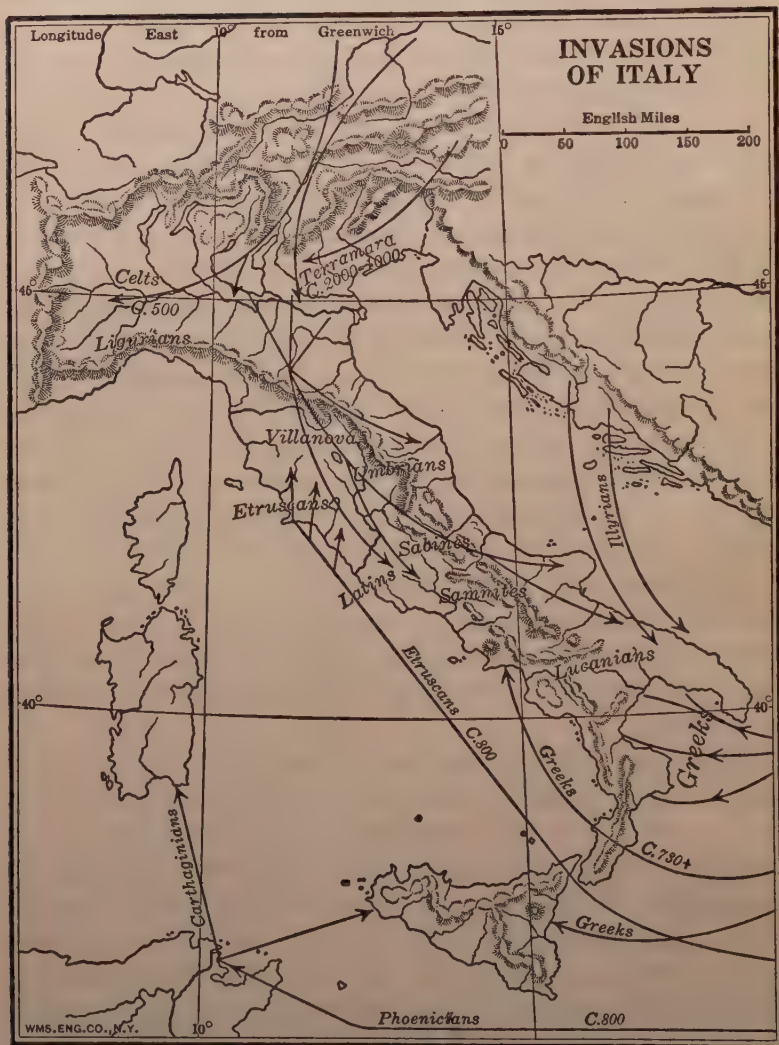 Longitude East 10° from Greenwich 15°
INVASIONS
OF ITALY
English Miles
0 50 100 150 200
Terramara
C.2000-1000
Celts
45°
45°
C.500
Ligurians
Villanova
Umbrians
Etruscans
Illyrians
Sabines
Latins
Samnites
Lucanians
Etruscans C.800
40°
40°
Greeks
Greeks
C.730+
Carthaginians
Greeks
Phoenicians C.800
WMS.ENG.CO.,N.Y.
10°